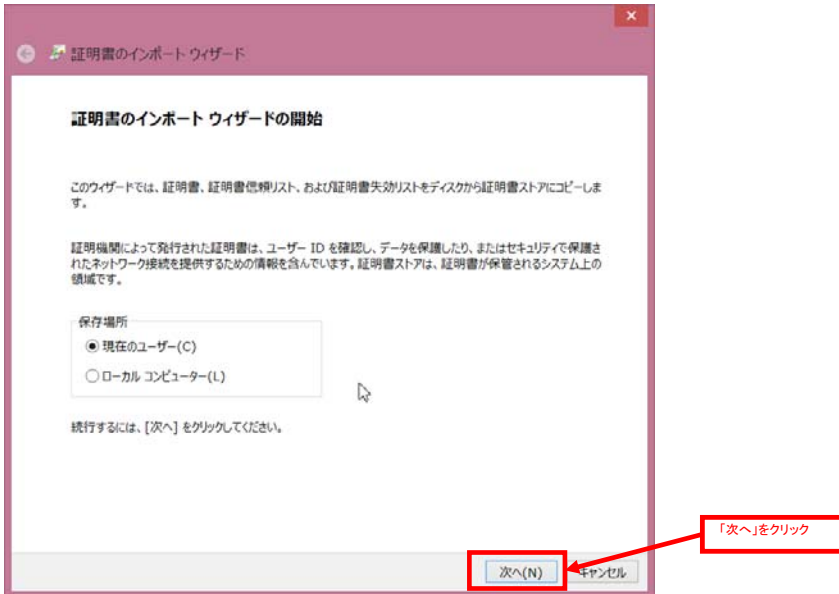 証明書のインポート ウィザード
証明書のインポート ウィザードの開始
このウィザードでは、証明書、証明書信頼リスト、および証明書失効リストをディスクから証明書ストアにコピーしま
す。
証明機関によって発行された証明書は、ユーザー ID を確認し、データを保護したり、またはセキュリティで保護さ
れたネットワーク接続を提供するための情報を含んでいます。証明書ストアは、証明書が保管されるシステム上の
領域です。
保存場所
現在のユーザー(C)
ローカル コンピューター(L)
続行するには、[次へ] をクリックしてください。
「次へ」をクリック
次へ(N)
キャンセル